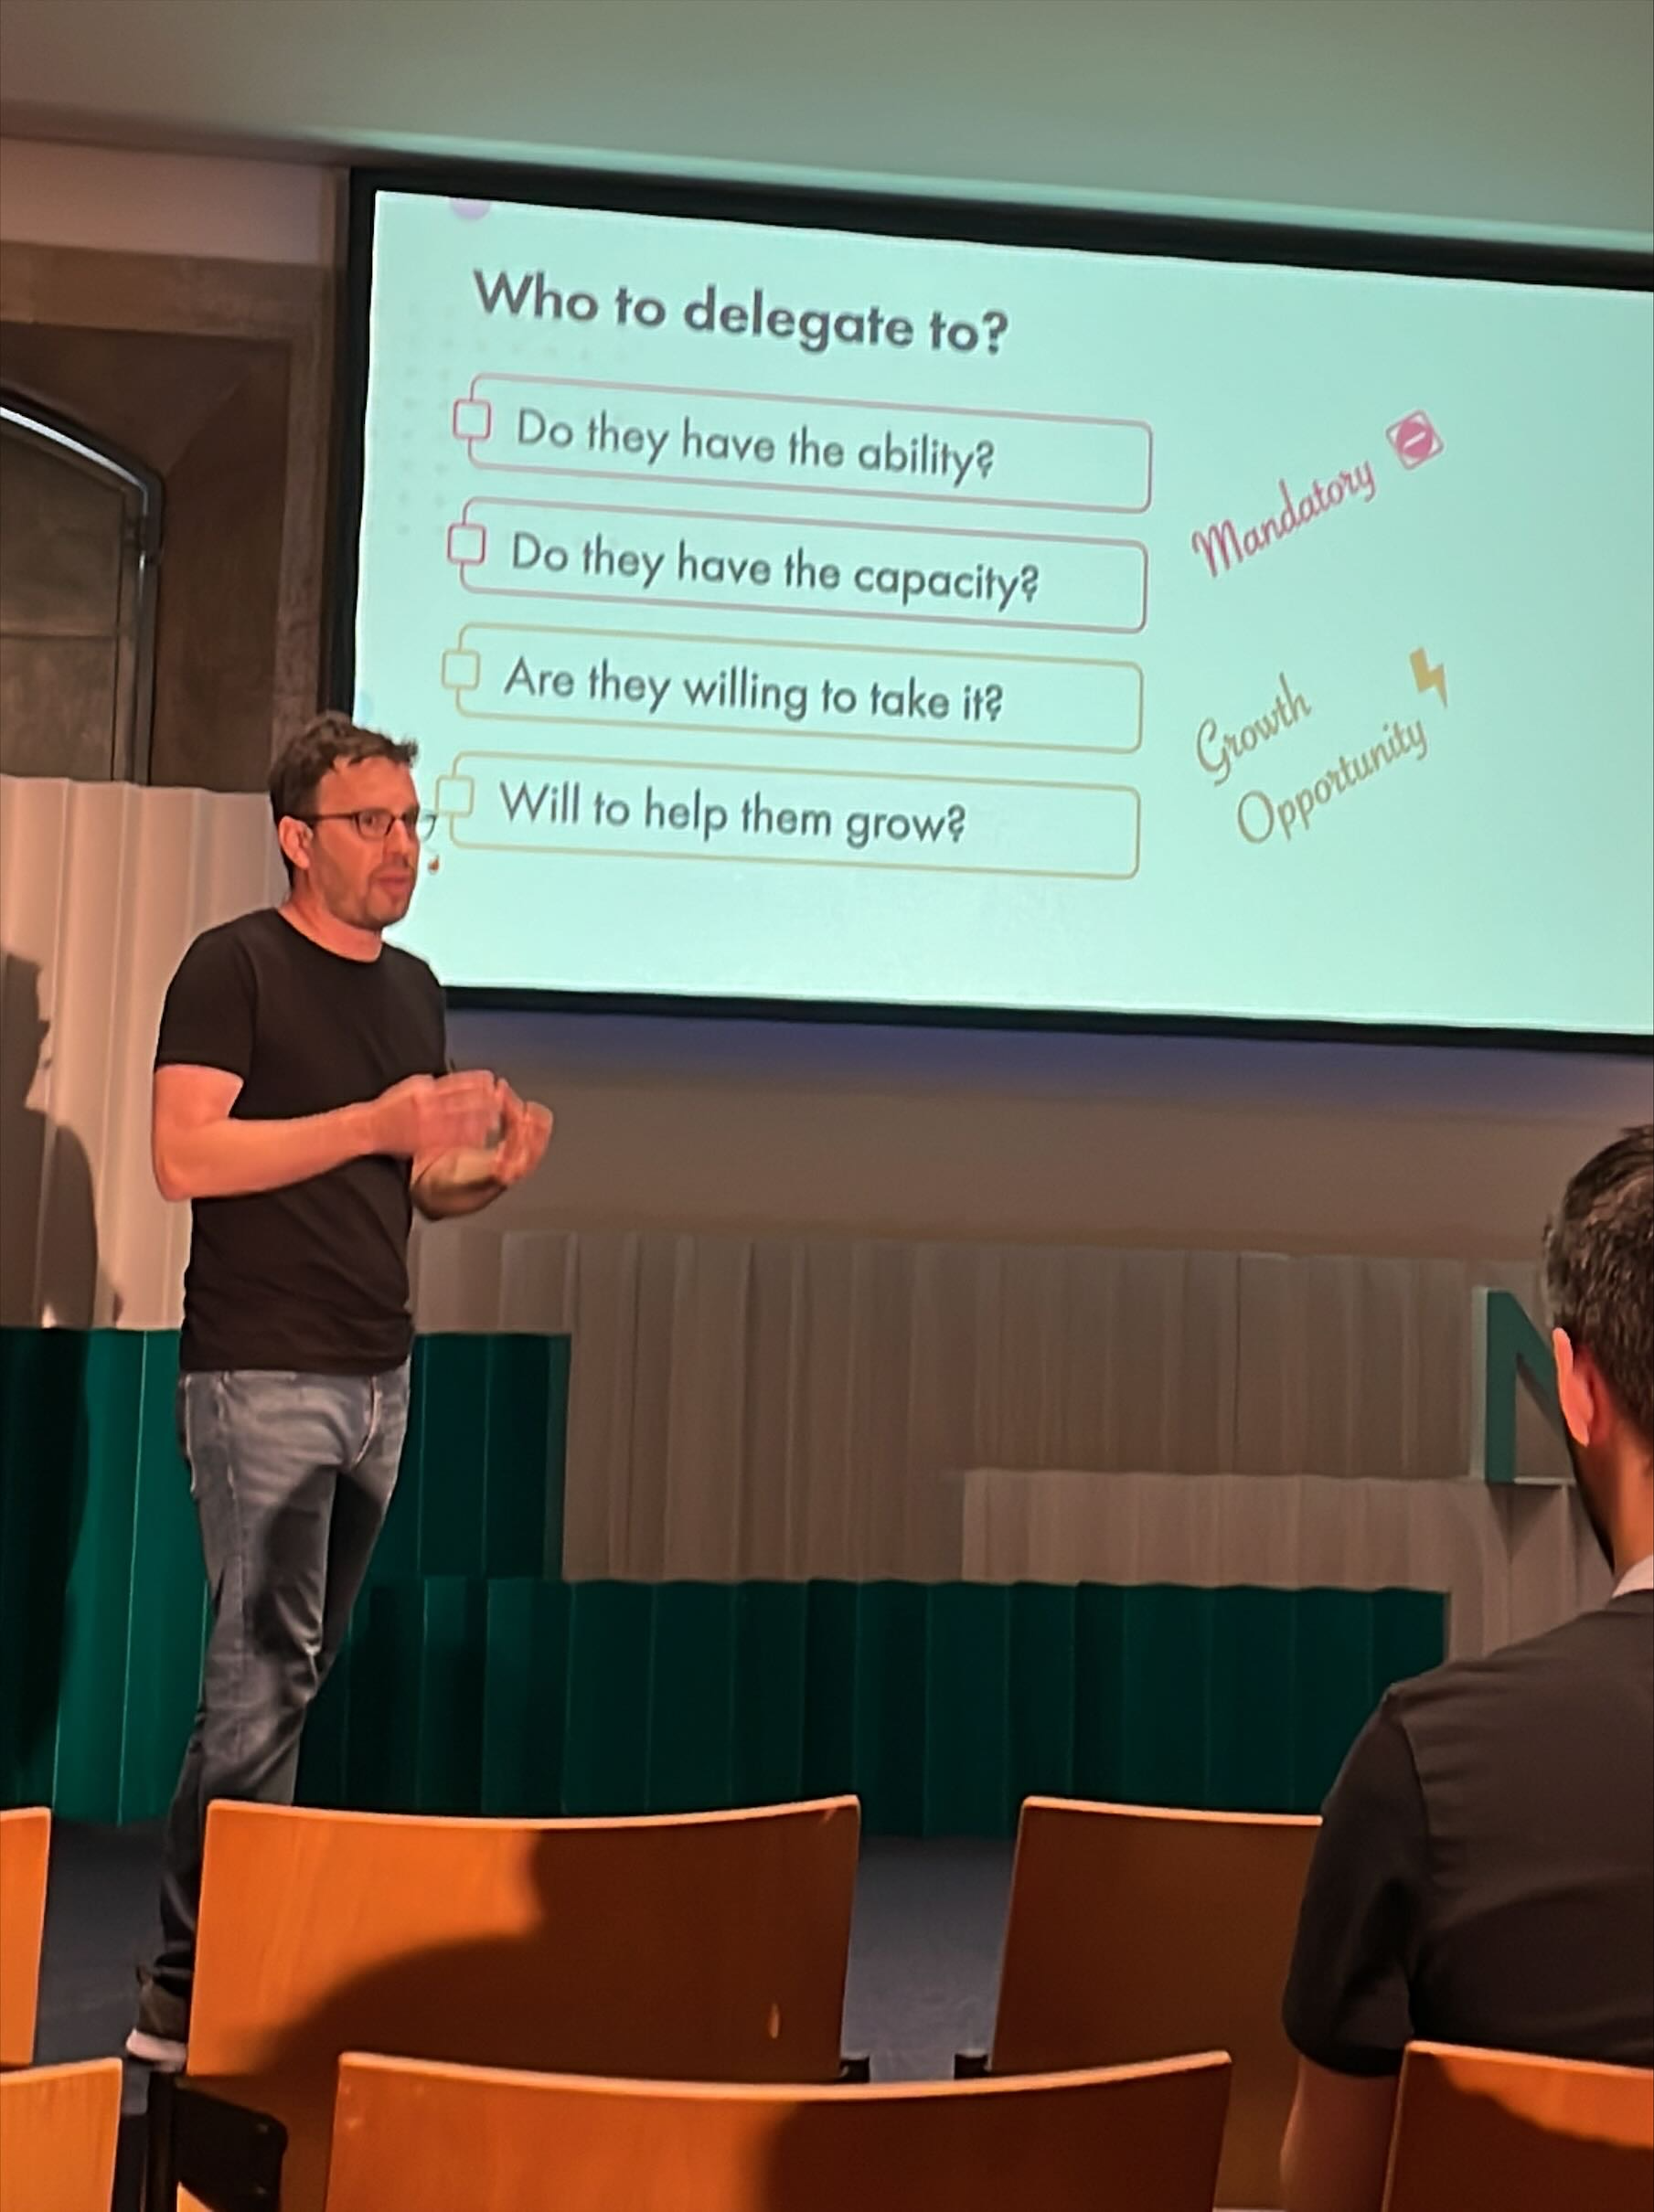 Who to delegate to?
Do they have the ability?
Do they have the capacity?
Mandatory
Are they willing to take it?
Will to help them grow?
Growth
Opportunity
N